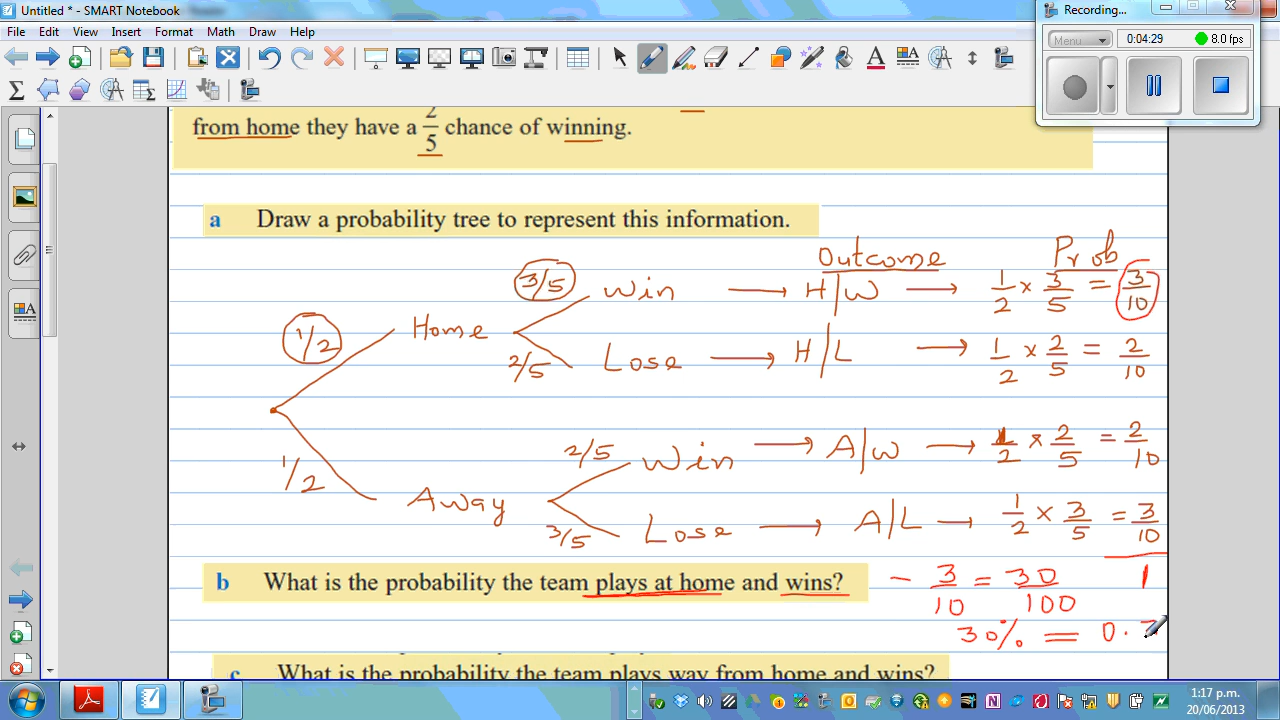 Untitled * - SMART Notebook
Recording...
File Edit View Insert Format Math Draw Help
Menu 0:04:29 8.0 fps
from home they have a 2/5 chance of winning.
a Draw a probability tree to represent this information.
Outcome Prob
3/5 Win → H/W → 1/2 × 3/5 = 3/10
1/2 Home
2/5 Lose → H/L → 1/2 × 2/5 = 2/10
2/5 Win → A/W → 1/2 × 2/5 = 2/10
1/2 Away
3/5 Lose → A/L → 1/2 × 3/5 = 3/10
b What is the probability the team plays at home and wins? - 3/10 = 30/100 1
30% = 0.
c What is the probability the team plays way from home and wins?
1:17 p.m.
20/06/2013